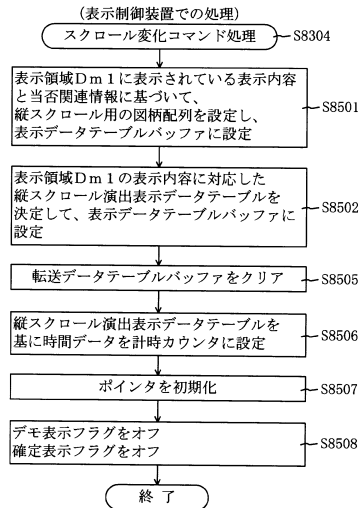 (表示制御装置での処理)
スクロール変化コマンド処理
S8304
表示領域Dm1に表示されている表示内容
と当否関連情報に基づいて、
縦スクロール用の図柄配列を設定し、
表示データテーブルバッファに設定
S8501
表示領域Dm1の表示内容に対応した
縦スクロール演出表示データテーブルを
決定して、表示データテーブルバッファに
設定
S8502
転送データテーブルバッファをクリア
S8505
縦スクロール演出表示データテーブルを
基に時間データを計時カウンタに設定
S8506
ポインタを初期化
S8507
デモ表示フラグをオフ
確定表示フラグをオフ
S8508
終了